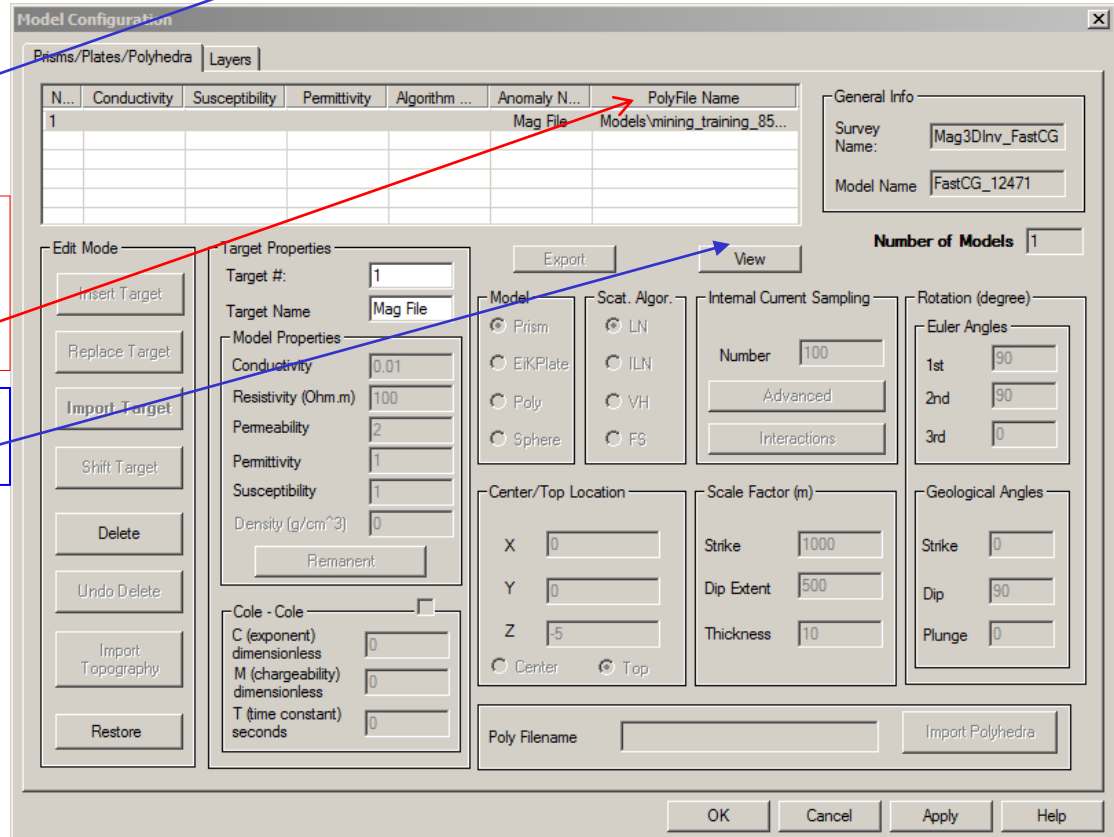 Model Configuration
Prisms/Plates/Polyhedra Layers
N... Conductivity Susceptibility Permittivity Algorithm ... Anomaly N... PolyFile Name
1 Mag File Models\mining_training_85...
General Info
Survey Name: Mag3DInv_FastCG
Model Name FastCG_12471
Number of Models 1
Edit Mode
Insert Target
Replace Target
Import Target
Shift Target
Delete
Undo Delete
Import
Topography
Restore
Target Properties
Target #: 1
Target Name Mag File
Model Properties
Conductivity 0.01
Resistivity (Ohm.m) 100
Permeability 2
Permittivity 1
Susceptibility 1
Density (g/cm^3) 0
Remanent
Cole - Cole
C (exponent)
dimensionless 0
M (chargeability)
dimensionless 0
T (time constant)
seconds 0
Export
View
Model
Prism
EiKPlate
Poly
Sphere
Scat. Algor.
LN
ILN
VH
FS
Internal Current Sampling
Number 100
Advanced
Interactions
Rotation (degree)
Euler Angles
1st 90
2nd 90
3rd 0
Center/Top Location
X 0
Y 0
Z -5
Center Top
Scale Factor (m)
Strike 1000
Dip Extent 500
Thickness 10
Geological Angles
Strike 0
Dip 90
Plunge 0
Poly Filename
Import Polyhedra
OK Cancel Apply Help